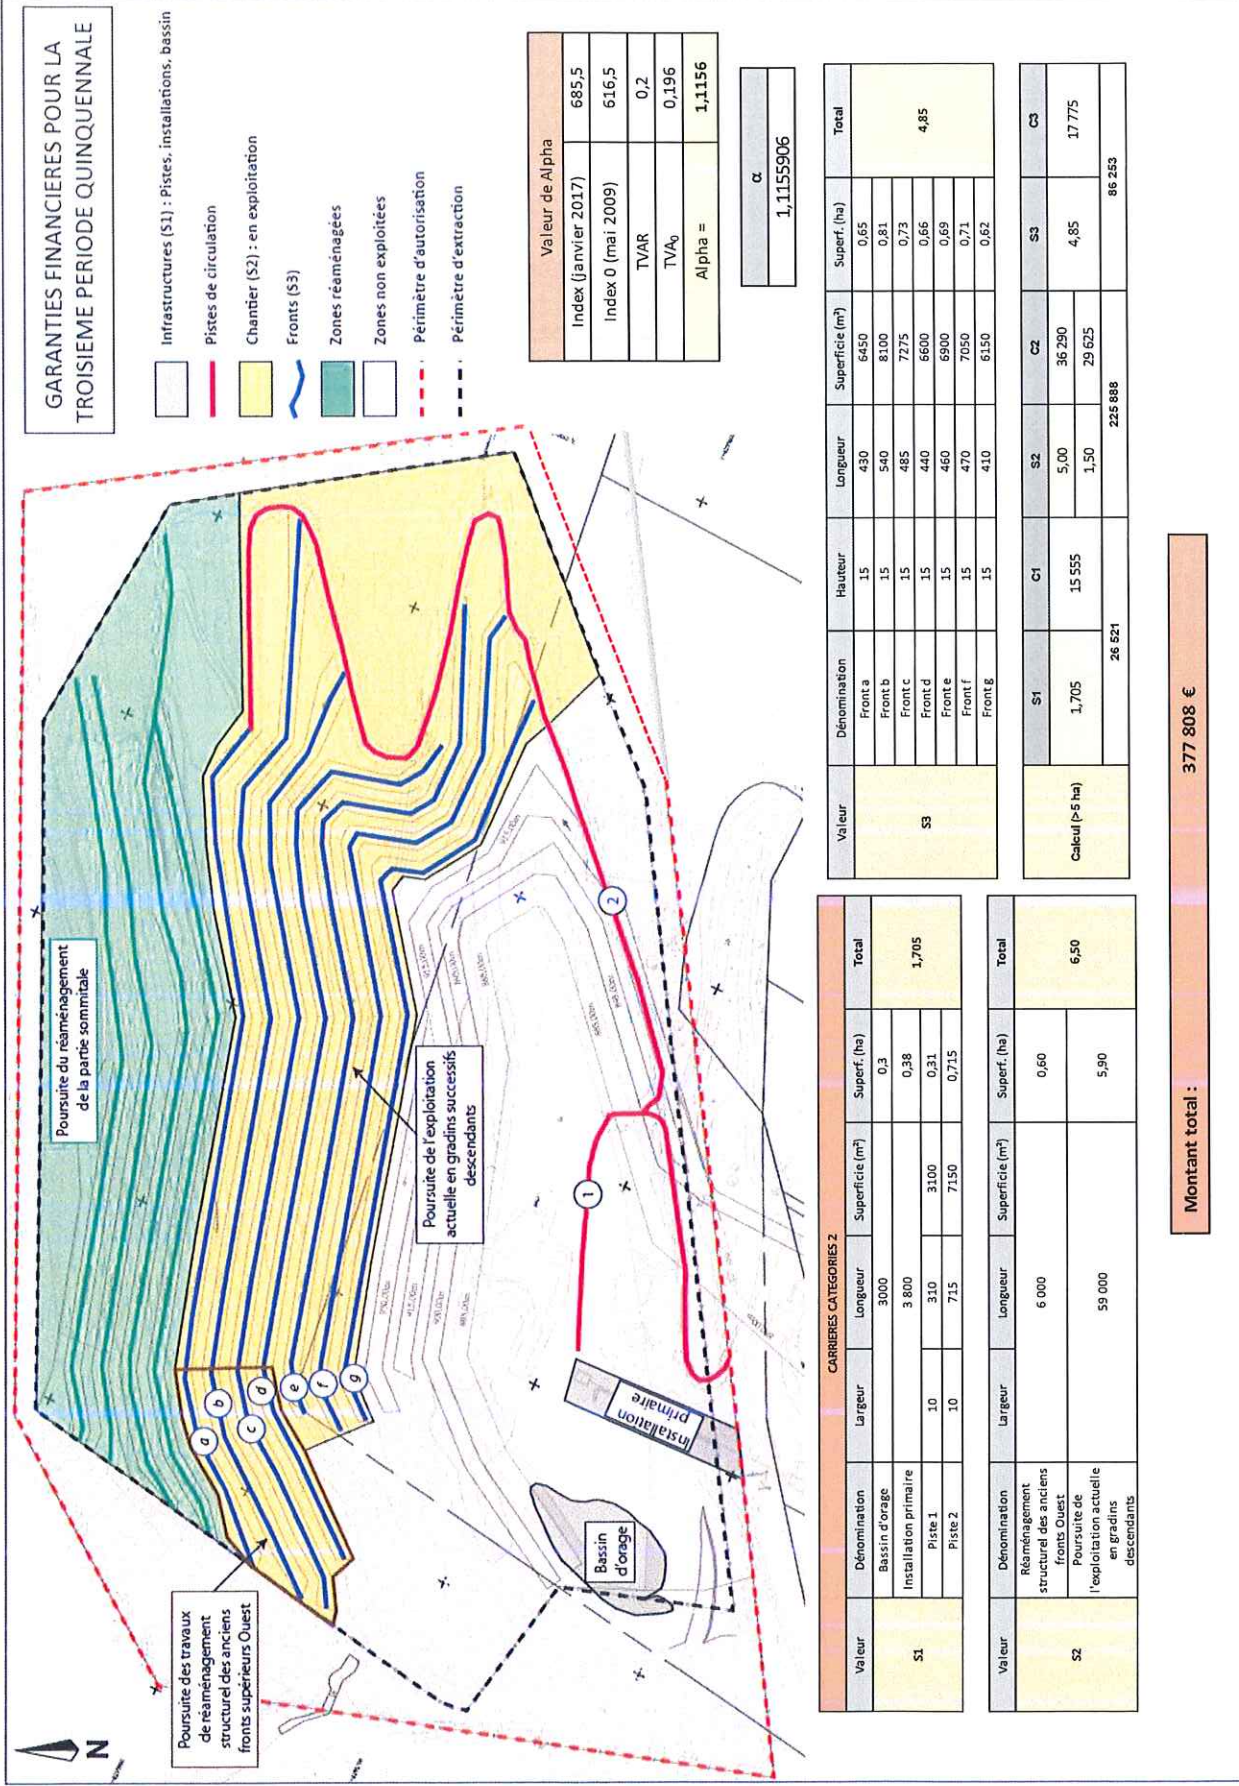 GARANTIES FINANCIERES POUR LA
TROISIEME PERIODE QUINQUENNALE
Infrastructures (S1) : Pistes, installations, bassin
Pistes de circulation
Chantier (S2) : en exploitation
Fronts (S3)
Zones réaménagées
Zones non exploitées
Périmètre d'autorisation
Périmètre d'extraction
N
Poursuite du réaménagement
de la partie sommitale
Poursuite des travaux
de réaménagement
structurel des anciens
fronts supérieurs Ouest
Poursuite de l'exploitation
actuelle en gradins successifs
descendants
a
b
c
d
e
f
g
1
2
Installation
primaire
Bassin
d'orage
Valeur de Alpha
Index (janvier 2017) 685,5
Index 0 (mai 2009) 616,5
TVAR 0,2
TVA0 0,196
Alpha = 1,1156
α
1,1155906
CARRIERES CATEGORIES 2
Valeur Dénomination Largeur Longueur Superficie (m²) Superf. (ha) Total
S1 1,705
Bassin d'orage 3000 0,3
Installation primaire 3 800 0,38
Piste 1 10 310 3100 0,31
Piste 2 10 715 7150 0,715
Valeur Dénomination Largeur Longueur Superficie (m²) Superf. (ha) Total
S2 6,50
Réaménagement
structurel des anciens
fronts Ouest
6 000 0,60
Poursuite de
l'exploitation actuelle
en gradins
descendants
59 000 5,90
Valeur Dénomination Hauteur Longueur Superficie (m²) Superf. (ha) Total
S3 4,85
Front a 15 430 6450 0,65
Front b 15 540 8100 0,81
Front c 15 485 7275 0,73
Front d 15 440 6600 0,66
Front e 15 460 6900 0,69
Front f 15 470 7050 0,71
Front g 15 410 6150 0,62
Calcul (>5 ha)
S1 C1 S2 C2 S3 C3
1,705 15 555 5,00 36 290 4,85 17 775
1,50 29 625
26 521 225 888 86 253
Montant total : 377 808 €